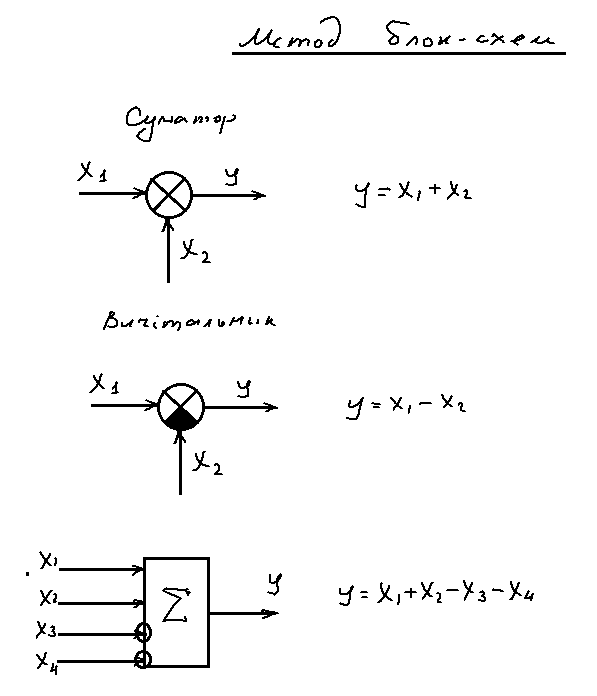 Метод блок-схем
Суматор
X1 y y = x1 + x2
X2
Вичітальник
X1 y y = x1 - x2
X2
X1
Σ y y = x1 + x2 - x3 - x4
X2
X3
X4